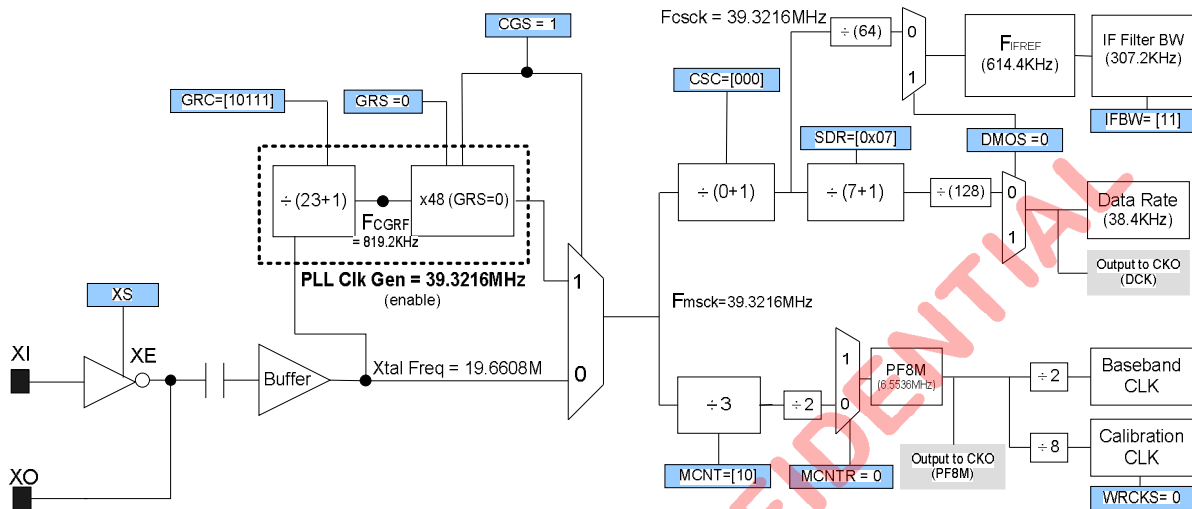 CGS = 1
GRC=[10111]
GRS =0
÷(23+1)
FCGRF
= 819.2KHz
x48 (GRS=0)
PLL Clk Gen = 39.3216MHz
(enable)
XS
XI
XE
Buffer
Xtal Freq = 19.6608M
XO
1
0
Fcsck = 39.3216MHz
÷(64)
0
1
FIFREF
(614.4KHz)
IF Filter BW
(307.2KHz)
IFBW= [11]
CSC=[000]
SDR=[0x07]
DMOS =0
÷(0+1)
÷(7+1)
÷(128)
0
1
Data Rate
(38.4KHz)
Output to CKO
(DCK)
Fmsck=39.3216MHz
÷3
÷2
1
0
PF8M
(6.5536MHz)
÷2
Baseband
CLK
÷8
Calibration
CLK
MCNT=[10]
MCNTR = 0
Output to CKO
(PF8M)
WRCKS= 0
FIDENTIAL